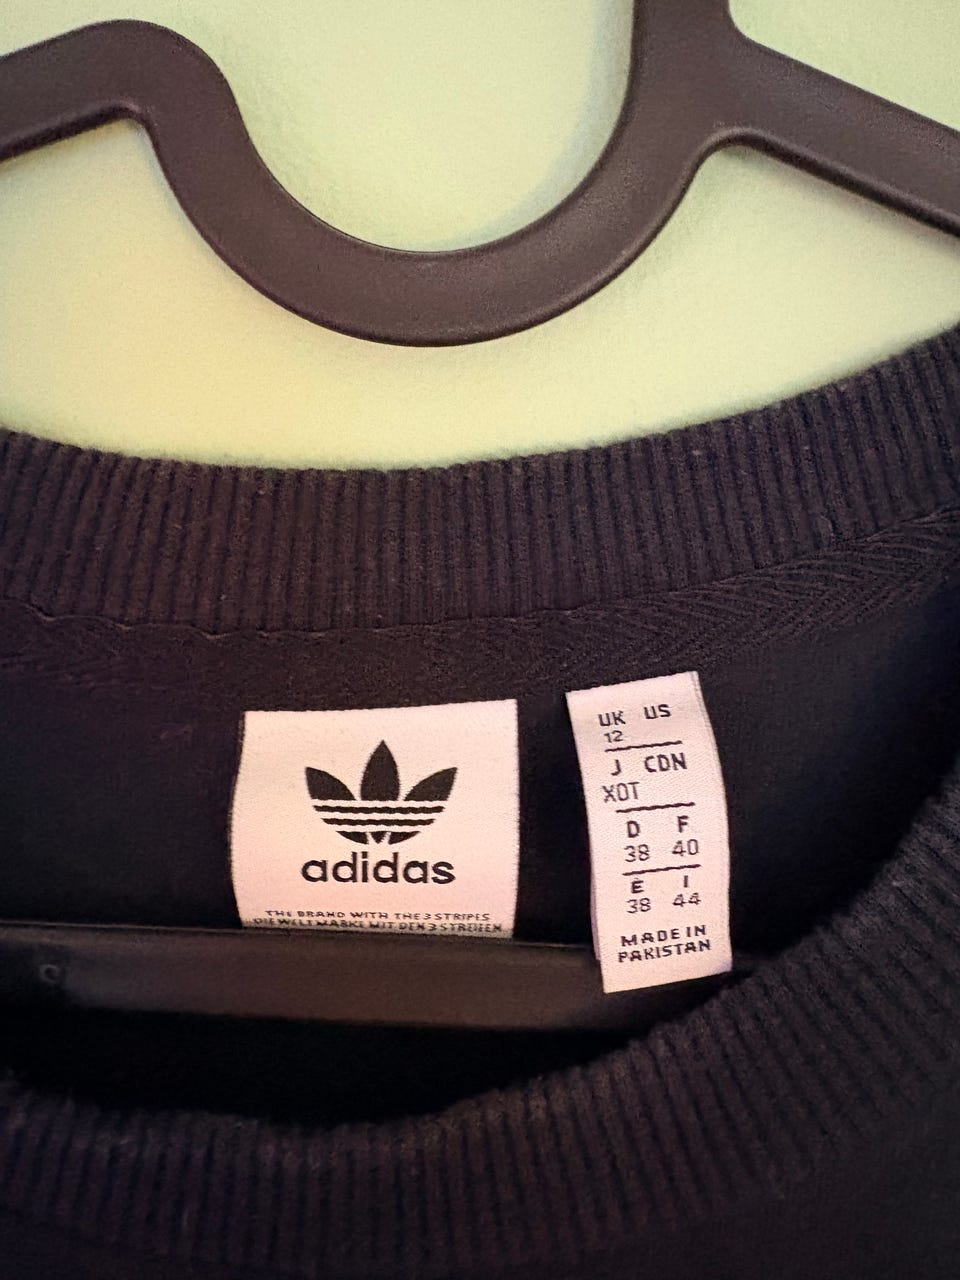 adidas
THE BRAND WITH THE 3 STRIPES
DIE WELTMARKE MIT DEN 3 STREIFEN
UK US
12
J CDN
XOT
D F
38 40
E I
38 44
MADE IN
PAKISTAN